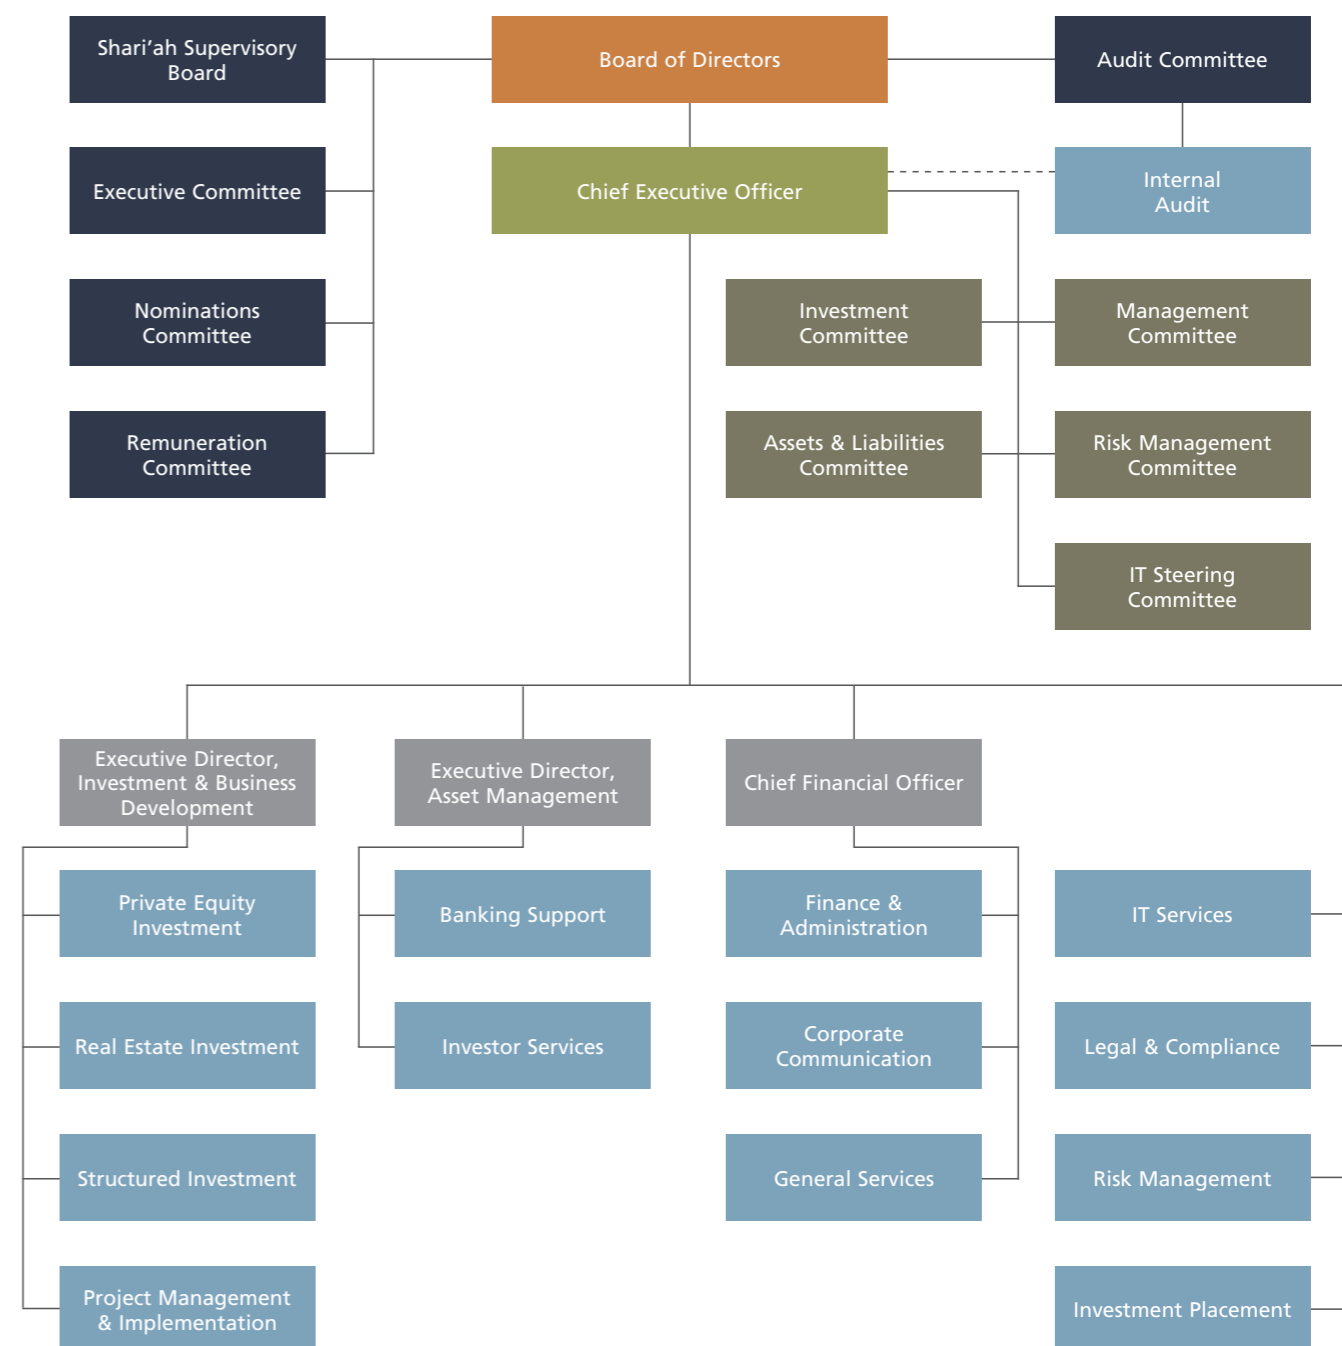 Shari’ah Supervisory
Board
Board of Directors
Audit Committee
Executive Committee
Chief Executive Officer
Internal
Audit
Nominations
Committee
Investment
Committee
Management
Committee
Remuneration
Committee
Assets & Liabilities
Committee
Risk Management
Committee
IT Steering
Committee
Executive Director,
Investment & Business
Development
Executive Director,
Asset Management
Chief Financial Officer
Private Equity
Investment
Banking Support
Finance &
Administration
IT Services
Real Estate Investment
Investor Services
Corporate
Communication
Legal & Compliance
Structured Investment
General Services
Risk Management
Project Management
& Implementation
Investment Placement